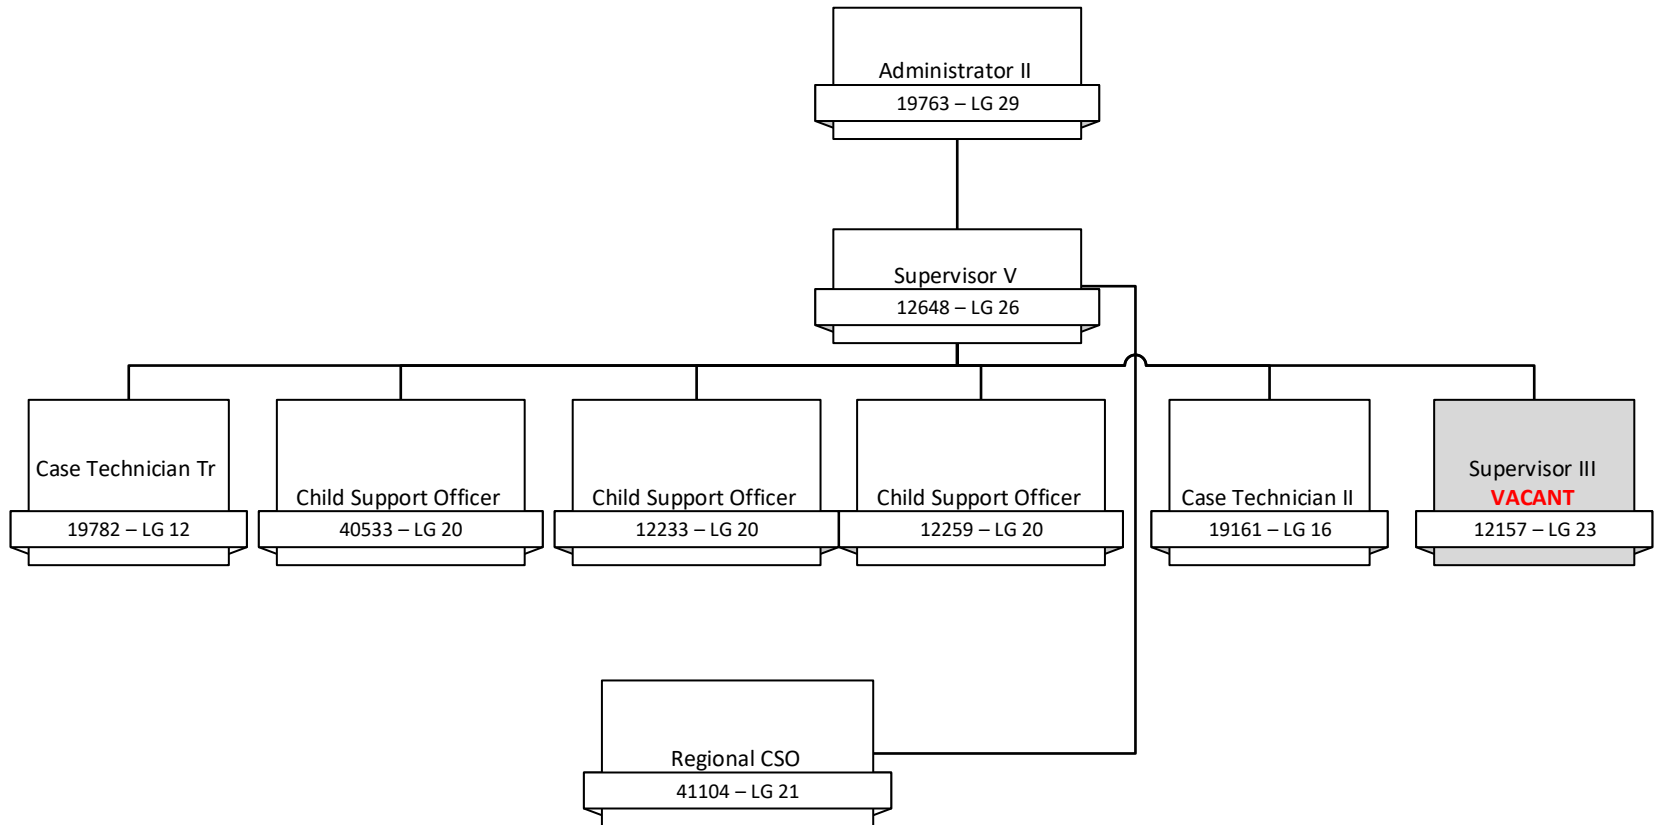 Administrator II
19763 – LG 29
Supervisor V
12648 – LG 26
Case Technician Tr
19782 – LG 12
Child Support Officer
40533 – LG 20
Child Support Officer
12233 – LG 20
Child Support Officer
12259 – LG 20
Case Technician II
19161 – LG 16
Supervisor III
VACANT
12157 – LG 23
Regional CSO
41104 – LG 21